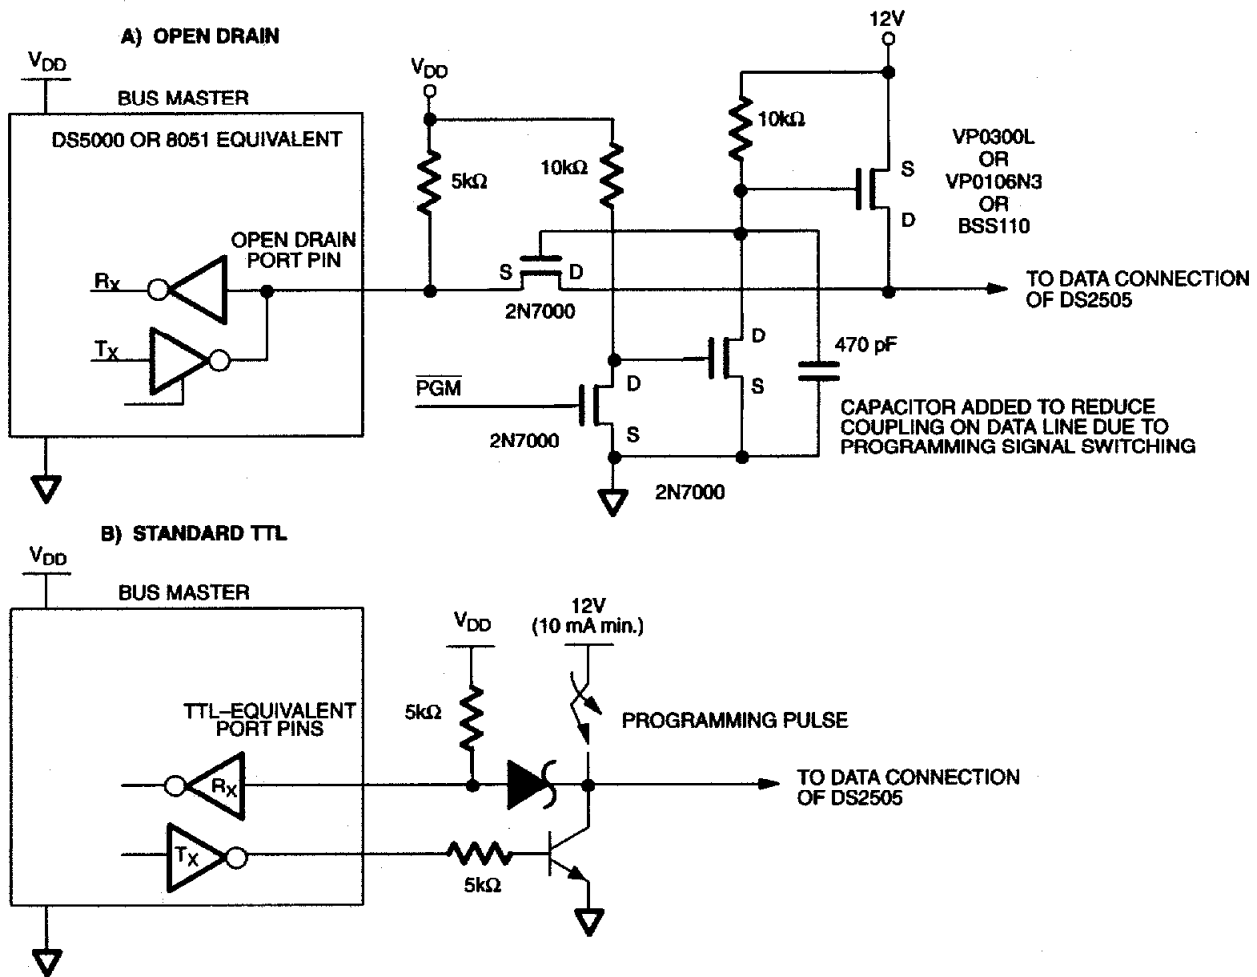 A) OPEN DRAIN
VDD
BUS MASTER
DS5000 OR 8051 EQUIVALENT
OPEN DRAIN
PORT PIN
RX
TX
VDD
5kΩ
10kΩ
12V
10kΩ
S
D
VP0300L
OR
VP0106N3
OR
BSS110
S
D
2N7000
TO DATA CONNECTION
OF DS2505
PGM
D
S
2N7000
D
S
2N7000
470 pF
CAPACITOR ADDED TO REDUCE
COUPLING ON DATA LINE DUE TO
PROGRAMMING SIGNAL SWITCHING
B) STANDARD TTL
VDD
BUS MASTER
TTL–EQUIVALENT
PORT PINS
RX
TX
VDD
5kΩ
12V
(10 mA min.)
PROGRAMMING PULSE
TO DATA CONNECTION
OF DS2505
5kΩ